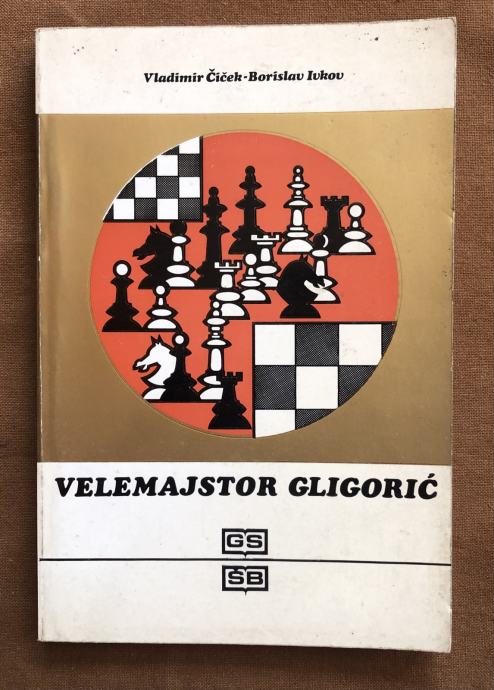 Vladimir Čiček-Borislav Ivkov
VELEMAJSTOR GLIGORIĆ
GS
ŠB